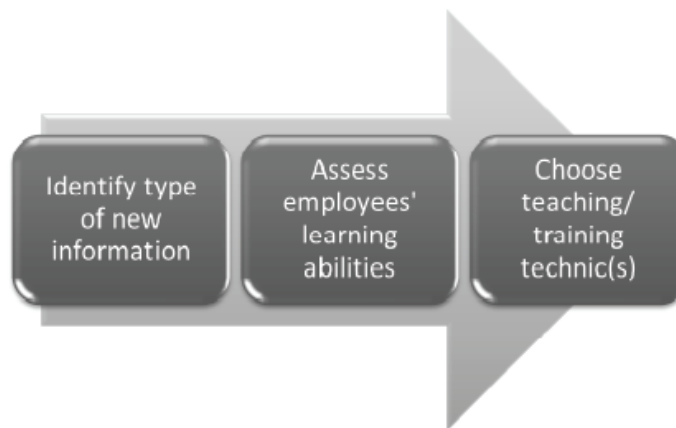 Identify type
of new
information
Assess
employees'
learning
abilities
Choose
teaching/
training
technic(s)